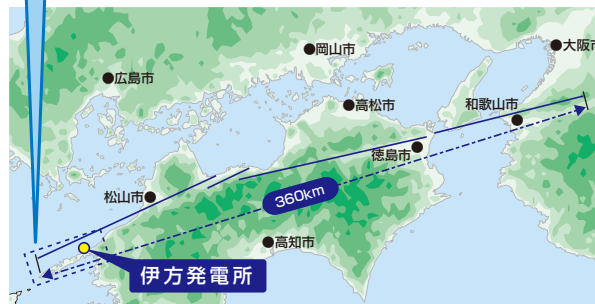 岡山市
大阪市
広島市
高松市
和歌山市
徳島市
松山市
360km
高知市
伊方発電所